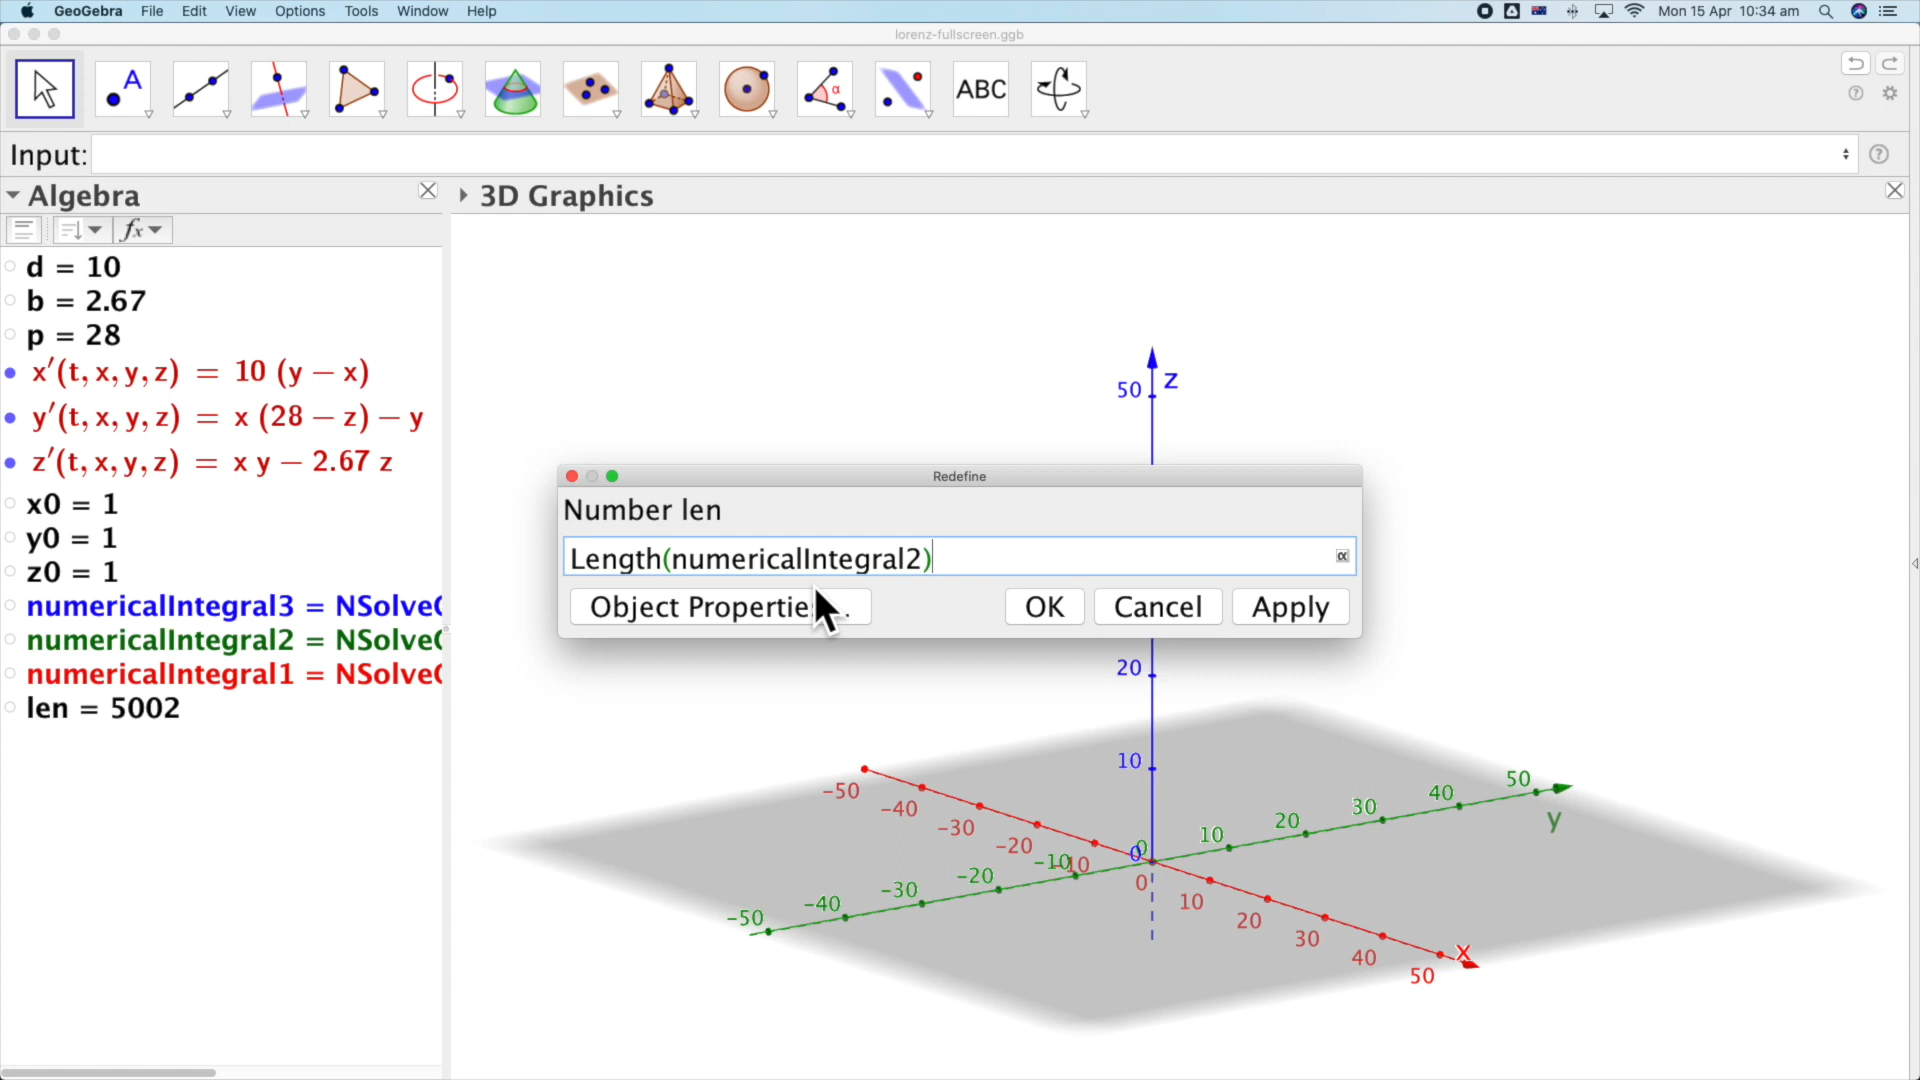 GeoGebra File Edit View Options Tools Window Help Mon 15 Apr 10:34 am
lorenz-fullscreen.ggb
A α ABC
Input:
Algebra
3D Graphics
fx
d = 10
b = 2.67
p = 28
x′(t, x, y, z) = 10 (y − x)
y′(t, x, y, z) = x (28 − z) − y
z′(t, x, y, z) = x y − 2.67 z
x0 = 1
y0 = 1
z0 = 1
numericalIntegral3 = NSolve
numericalIntegral2 = NSolve
numericalIntegral1 = NSolve
len = 5002
50 z
Redefine
Number len
Length(numericalIntegral2) α
Object Properti
OK Cancel Apply
20
10
0
-50 -40 -30 -20 -10 0 10 20 30 40 50 x
-50 -40 -30 -20 -10 0 10 20 30 40 50 y